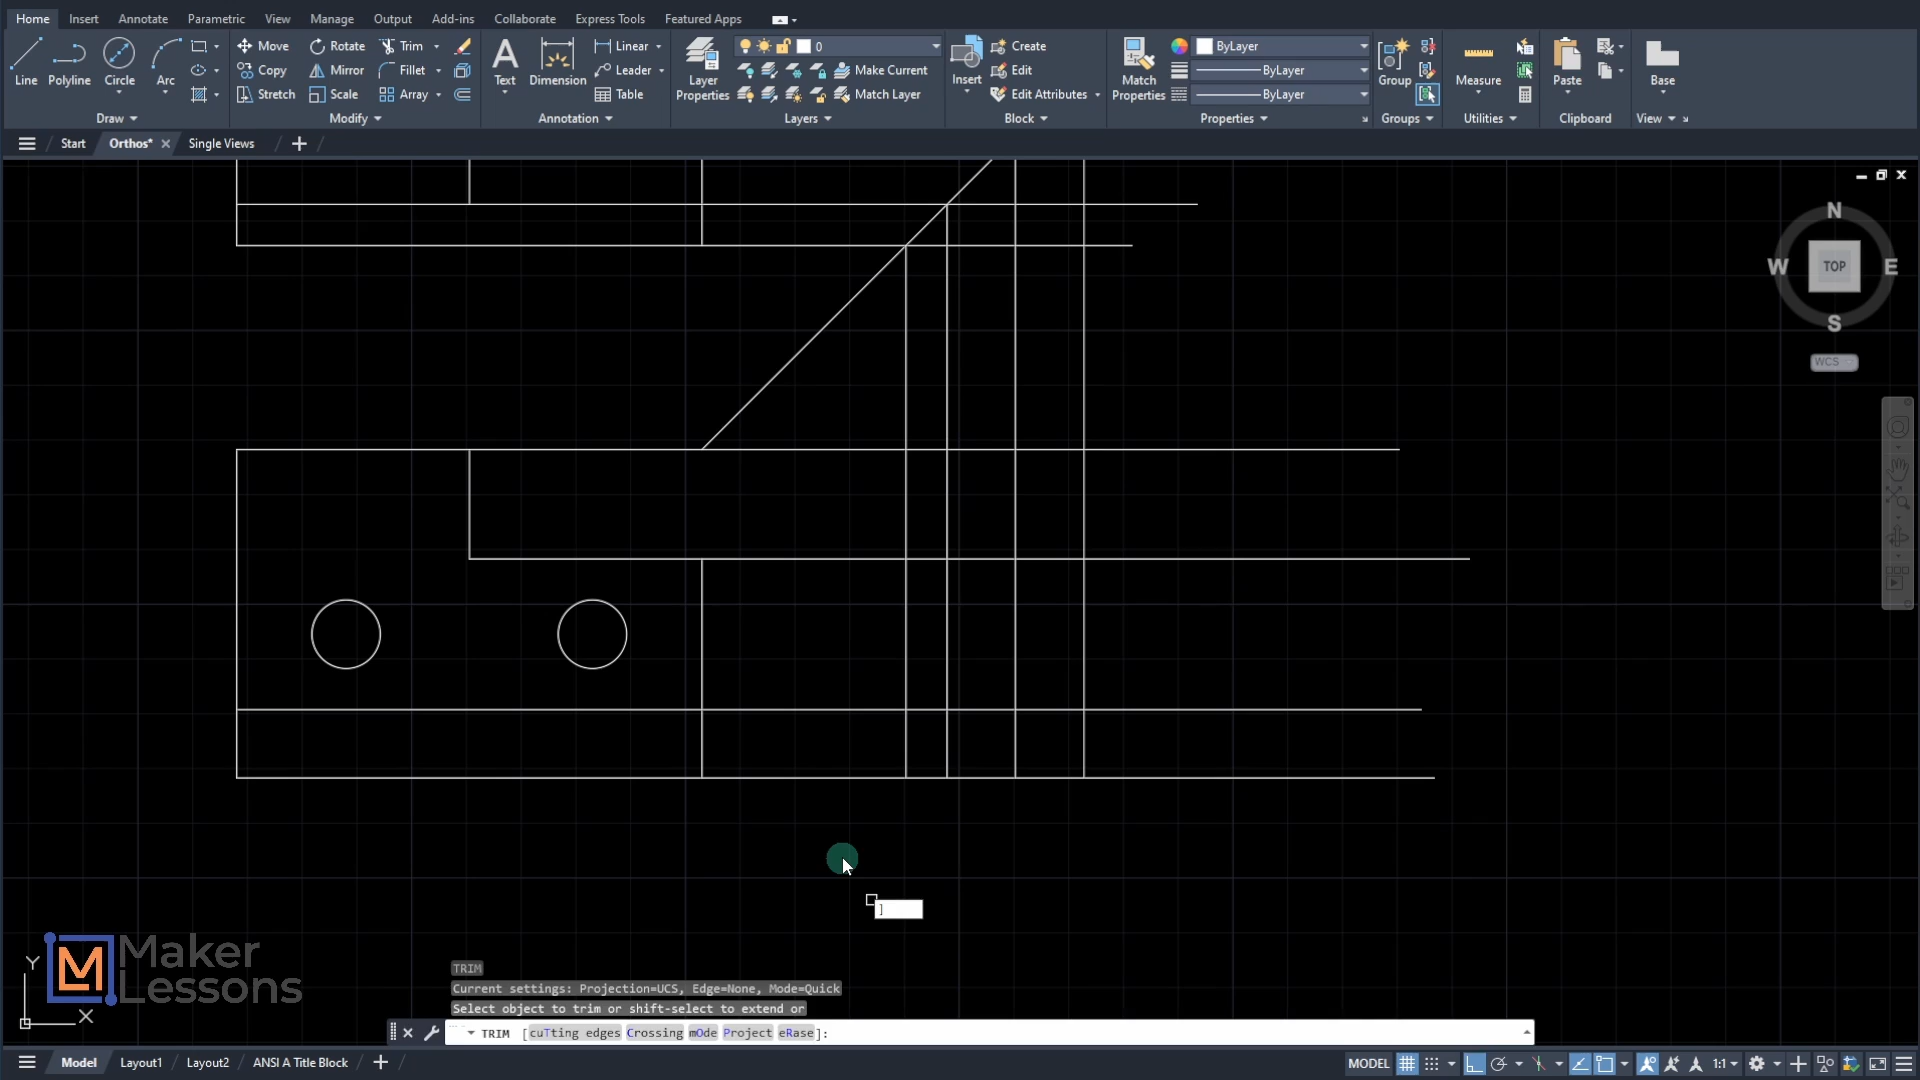 Home Insert Annotate Parametric View Manage Output Add-ins Collaborate Express Tools Featured Apps
Line
Polyline
Circle
Arc
Draw
Move
Rotate
Trim
Copy
Mirror
Fillet
Stretch
Scale
Array
Modify
Text
Dimension
Linear
Leader
Table
Annotation
Layer
Properties
0
Make Current
Match Layer
Layers
Insert
Create
Edit
Edit Attributes
Block
Match
Properties
ByLayer
ByLayer
ByLayer
Properties
Group
Groups
Measure
Utilities
Paste
Clipboard
Base
View
Start Orthos* Single Views
N
W TOP E
S
WCS
]
Y
X
M Maker
Lessons
TRIM
Current settings: Projection=UCS, Edge=None, Mode=Quick
Select object to trim or shift-select to extend or
TRIM [cuTting edges Crossing mOde Project eRase]:
Model Layout1 Layout2 ANSI A Title Block
MODEL 1:1